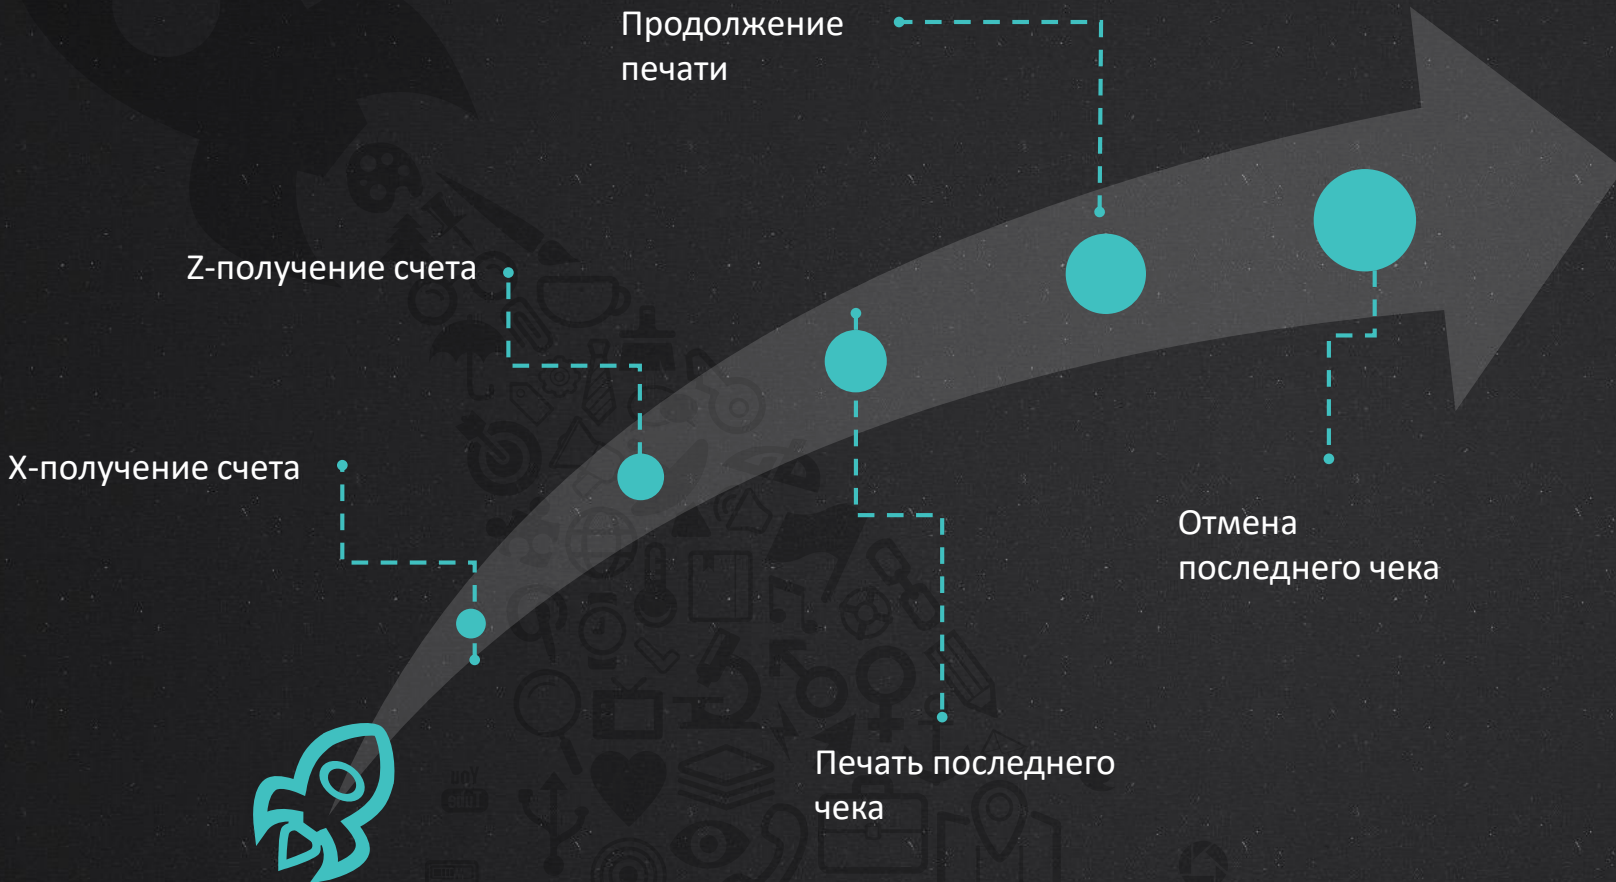 Продолжение
печати
Z-получение счета
X-получение счета
Отмена
последнего чека
Печать последнего
чека